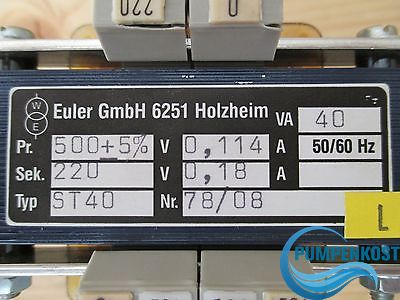 220 0
W
E
Euler GmbH 6251 Holzheim VA 40
Pr. 500±5% V 0,114 A 50/60 Hz
Sek. 220 V 0,18 A
Typ ST40 Nr. 78/08
L
PUMPENKOST